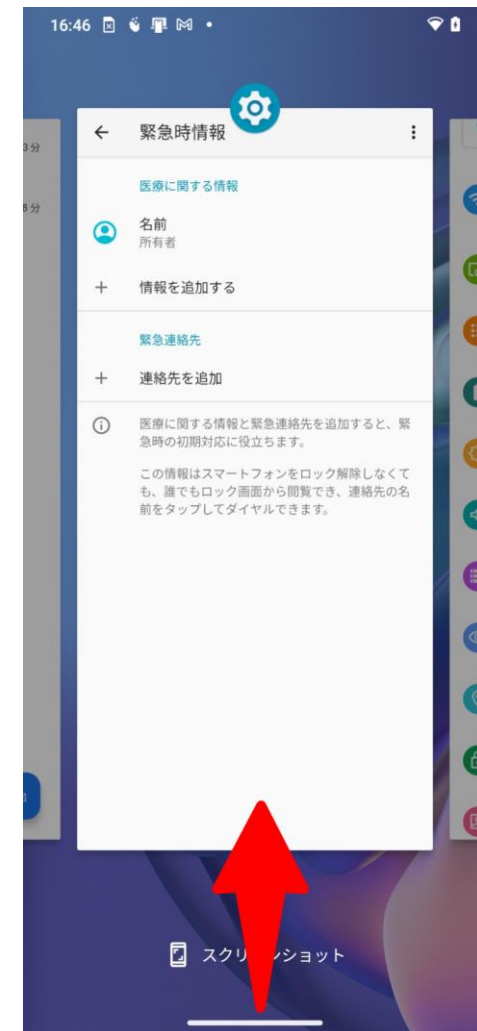 16:46
3分
8分
緊急時情報
医療に関する情報
名前
所有者
情報を追加する
緊急連絡先
連絡先を追加
医療に関する情報と緊急連絡先を追加すると、緊
急時の初期対応に役立ちます。
この情報はスマートフォンをロック解除しなくて
も、誰でもロック画面から閲覧でき、連絡先の名
前をタップしてダイヤルできます。
スクリーンショット